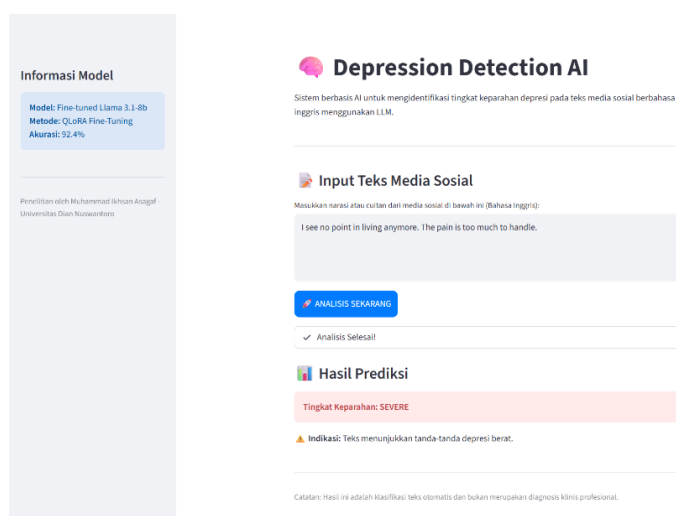 Informasi Model
Model: Fine-tuned Llama 3.1-8b
Metode: QLoRA Fine-Tuning
Akurasi: 92.4%
Penelitian oleh Muhammad Ikhsan Asagaf -
Universitas Dian Nuswantoro
Depression Detection AI
Sistem berbasis AI untuk mengidentifikasi tingkat keparahan depresi pada teks media sosial berbahasa
inggris menggunakan LLM.
Input Teks Media Sosial
Masukkan narasi atau cuitan dari media sosial di bawah ini (Bahasa Inggris):
I see no point in living anymore. The pain is too much to handle.
ANALISIS SEKARANG
Analisis Selesai!
Hasil Prediksi
Tingkat Keparahan: SEVERE
Indikasi: Teks menunjukkan tanda-tanda depresi berat.
Catatan: Hasil ini adalah klasifikasi teks otomatis dan bukan merupakan diagnosis klinis profesional.